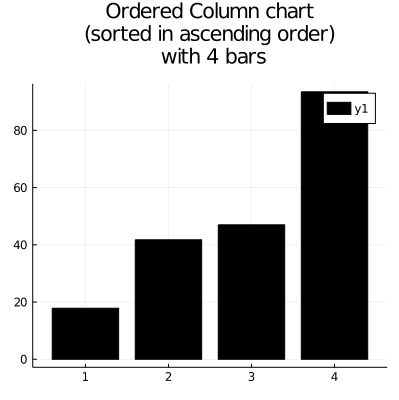 Ordered Column chart
(sorted in ascending order)
with 4 bars
y1
80
60
40
20
0
1 2 3 4